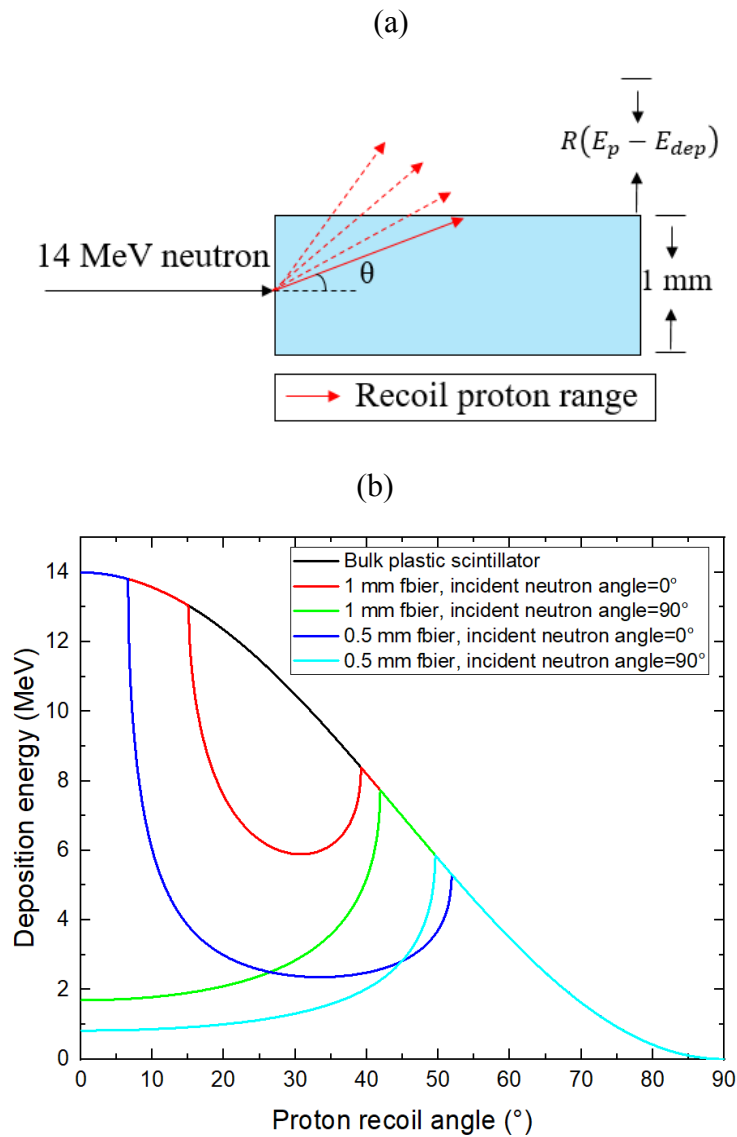 (a)
R(E_p − E_dep)
14 MeV neutron
θ
1 mm
Recoil proton range
(b)
Bulk plastic scintillator
1 mm fbier, incident neutron angle=0°
1 mm fbier, incident neutron angle=90°
0.5 mm fbier, incident neutron angle=0°
0.5 mm fbier, incident neutron angle=90°
Deposition energy (MeV)
14
12
10
8
6
4
2
0
0 10 20 30 40 50 60 70 80 90
Proton recoil angle (°)